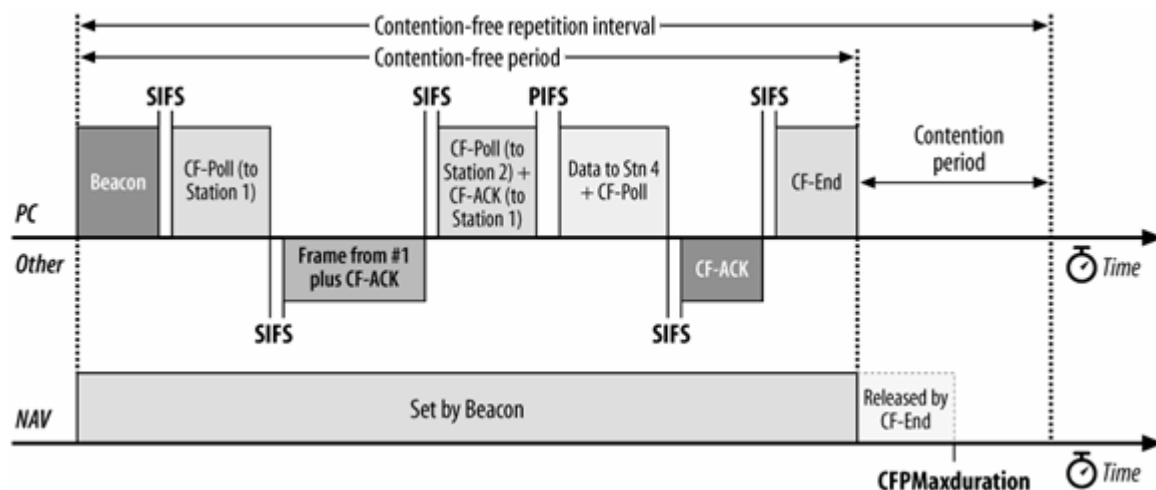 Contention-free repetition interval
Contention-free period
SIFS
SIFS
PIFS
SIFS
Beacon
CF-Poll (to
Station 1)
CF-Poll (to
Station 2) +
CF-ACK (to
Station 1)
Data to Stn 4
+ CF-Poll
CF-End
Contention
period
PC
Other
Frame from #1
plus CF-ACK
CF-ACK
Time
SIFS
SIFS
NAV
Set by Beacon
Released by
CF-End
CFPMaxduration
Time